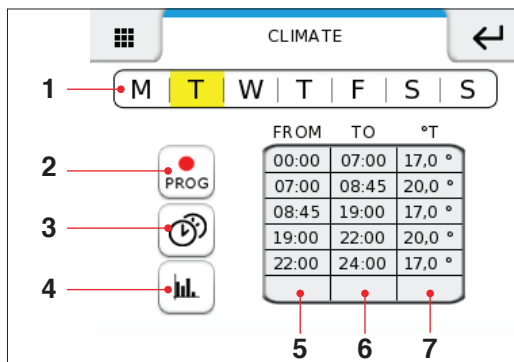 CLIMATE
1 M T W T F S S
FROM TO °T
2 PROG
00:00 07:00 17,0 °
07:00 08:45 20,0 °
3 08:45 19:00 17,0 °
19:00 22:00 20,0 °
4 22:00 24:00 17,0 °
5 6 7